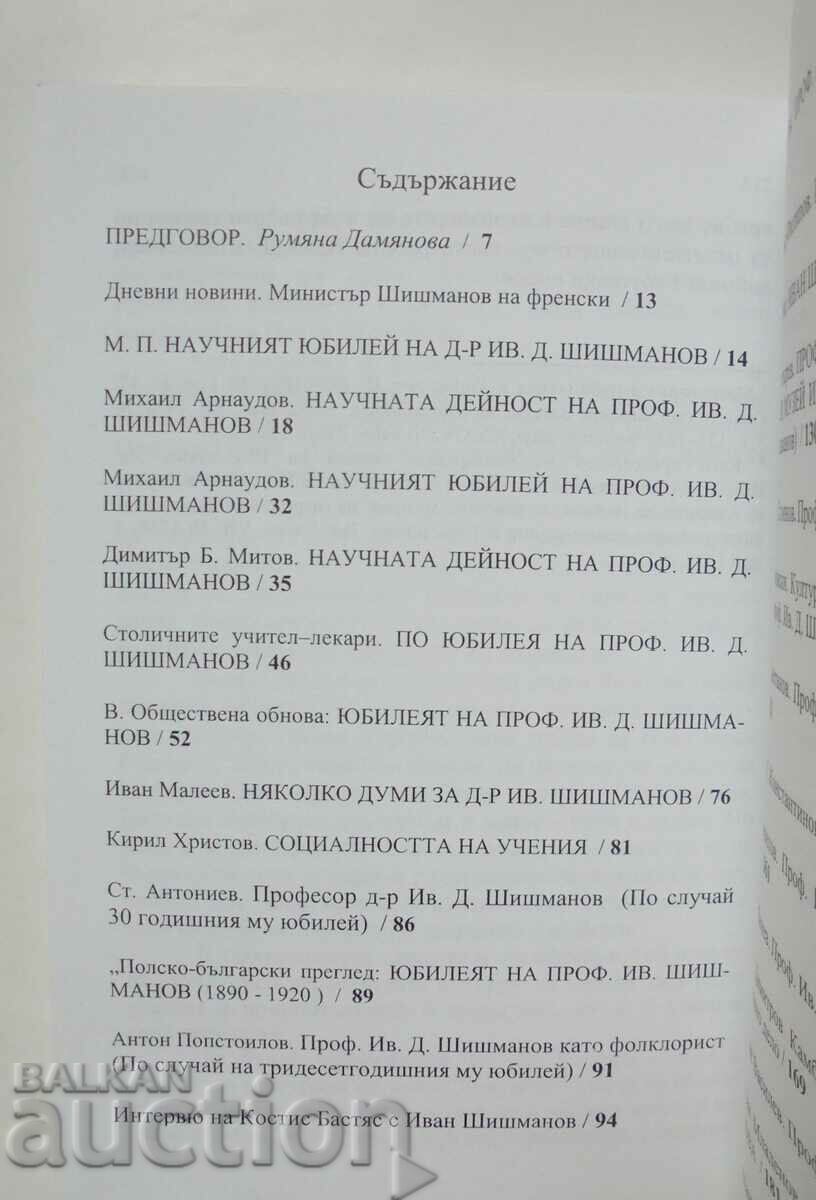 Съдържание
ПРЕДГОВОР. Румяна Дамянова / 7
Дневни новини. Министър Шишманов на френски / 13
М. П. НАУЧНИЯТ ЮБИЛЕЙ НА Д-Р ИВ. Д. ШИШМАНОВ / 14
Михаил Арнаудов. НАУЧНАТА ДЕЙНОСТ НА ПРОФ. ИВ. Д.
ШИШМАНОВ / 18
Михаил Арнаудов. НАУЧНИЯТ ЮБИЛЕЙ НА ПРОФ. ИВ. Д.
ШИШМАНОВ / 32
Димитър Б. Митов. НАУЧНАТА ДЕЙНОСТ НА ПРОФ. ИВ. Д.
ШИШМАНОВ / 35
Столичните учител–лекари. ПО ЮБИЛЕЯ НА ПРОФ. ИВ. Д.
ШИШМАНОВ / 46
В. Обществена обнова: ЮБИЛЕЯТ НА ПРОФ. ИВ. Д. ШИШМА-
НОВ / 52
Иван Малеев. НЯКОЛКО ДУМИ ЗА Д-Р ИВ. ШИШМАНОВ / 76
Кирил Христов. СОЦИАЛНОСТТА НА УЧЕНИЯ / 81
Ст. Антониев. Професор д-р Ив. Д. Шишманов (По случай
30 годишния му юбилей) / 86
„Полско-български преглед: ЮБИЛЕЯТ НА ПРОФ. ИВ. ШИШ-
МАНОВ (1890 - 1920 ) / 89
Антон Попстоилов. Проф. Ив. Д. Шишманов като фолклорист
(По случай на тридесетгодишния му юбилей) / 91
Интервю на Костис Бастяс с Иван Шишманов / 94
BALKAN
auction